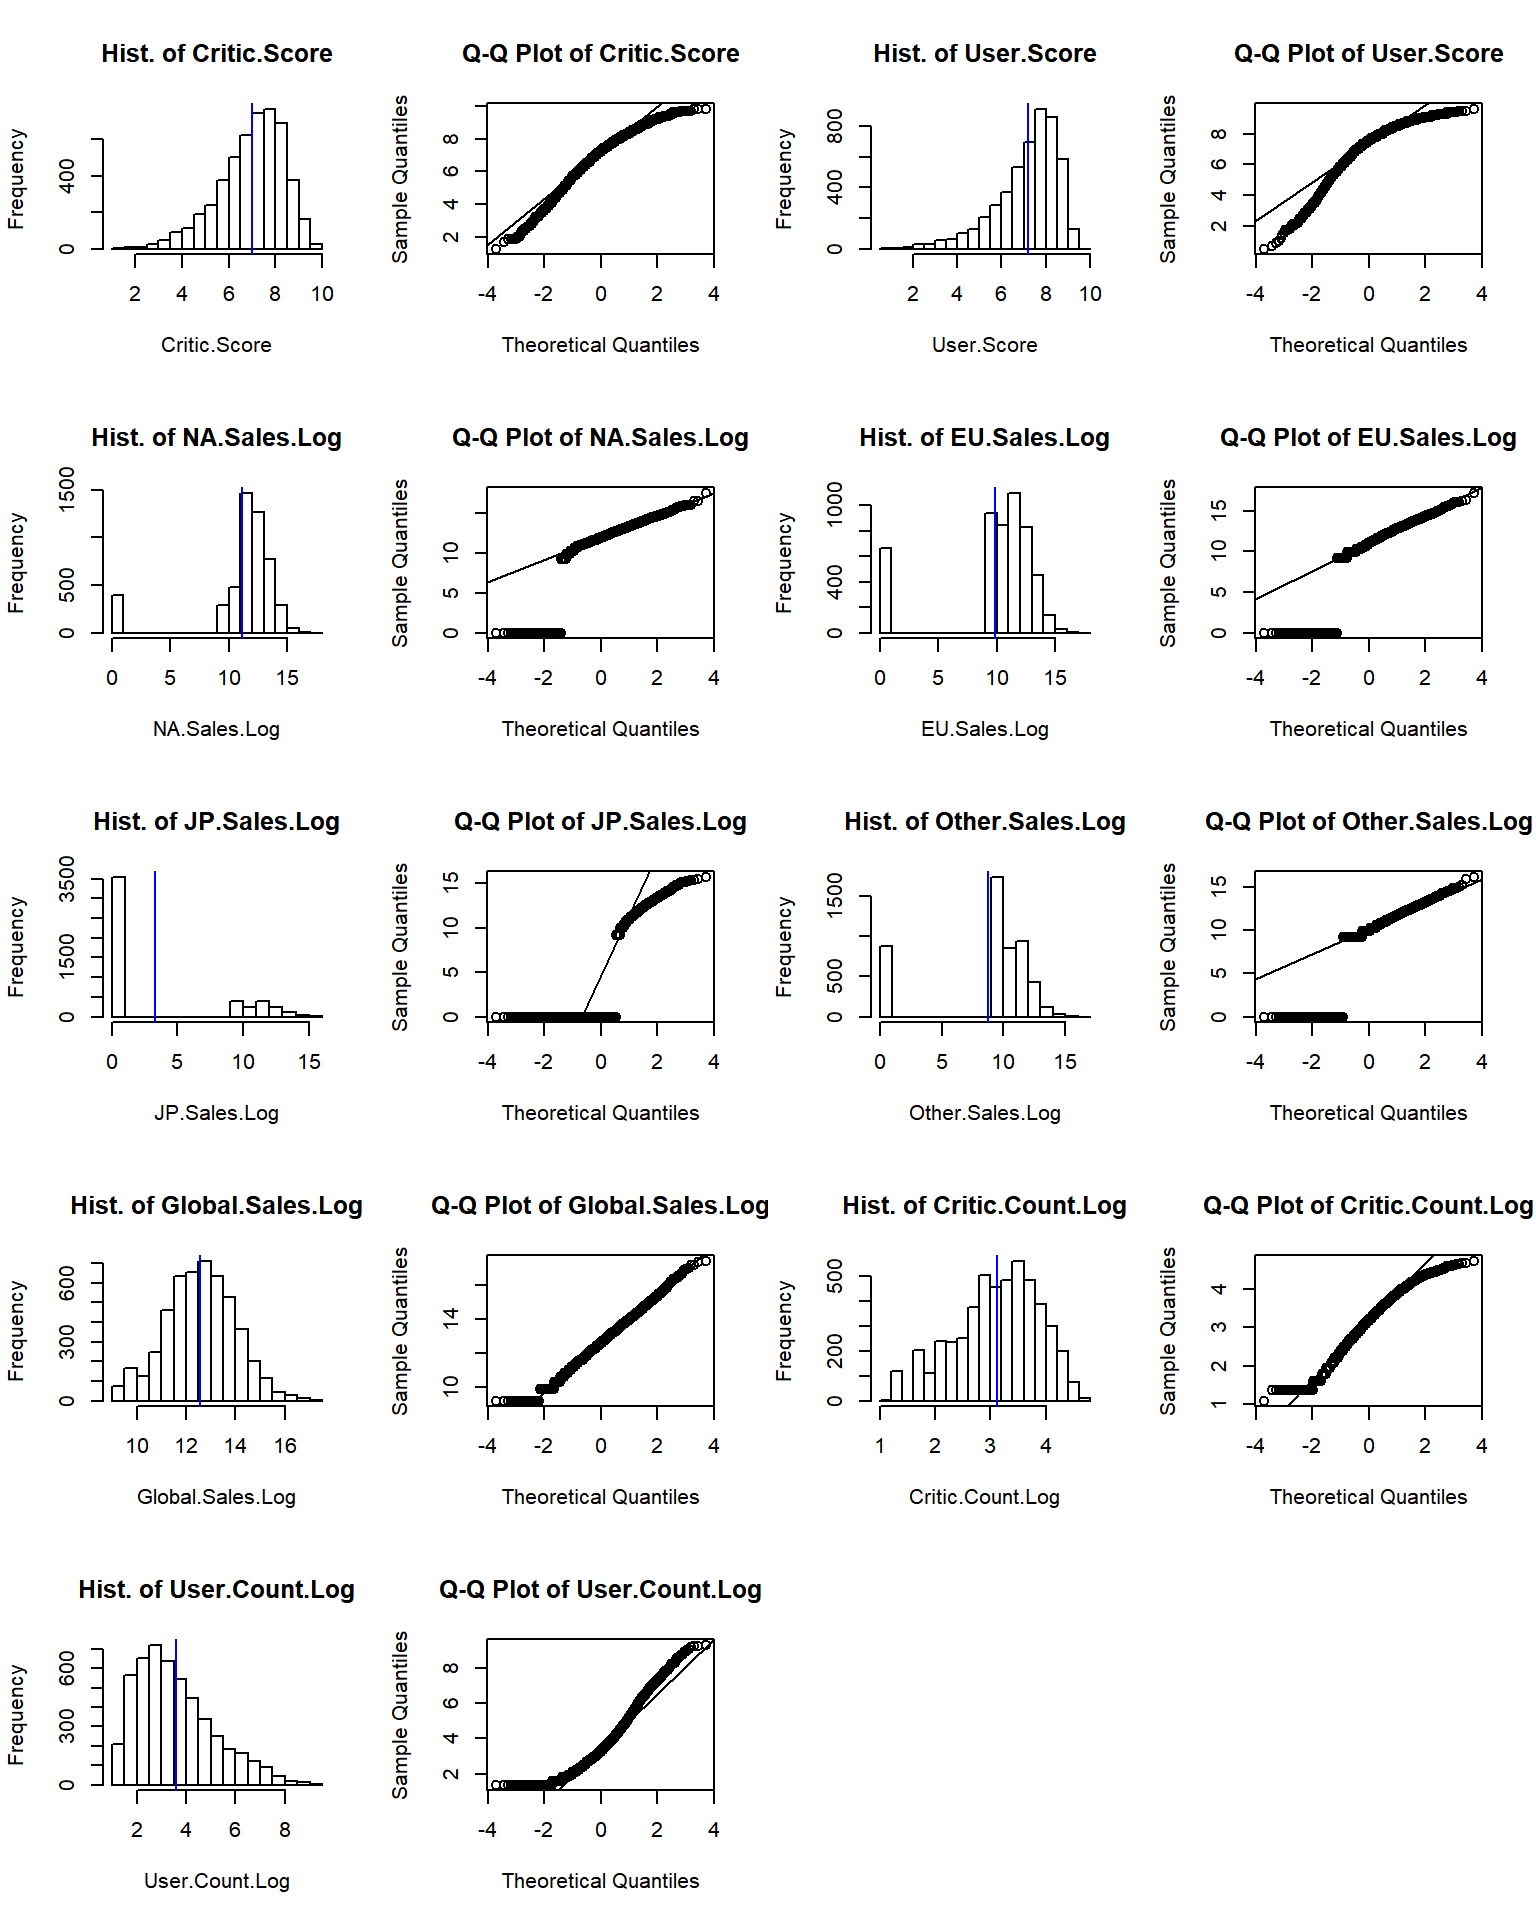 Hist. of Critic.Score
Frequency
0 400
2 4 6 8 10
Critic.Score
Q-Q Plot of Critic.Score
Sample Quantiles
2 4 6 8
-4 -2 0 2 4
Theoretical Quantiles
Hist. of User.Score
Frequency
0 400 800
2 4 6 8 10
User.Score
Q-Q Plot of User.Score
Sample Quantiles
2 4 6 8
-4 -2 0 2 4
Theoretical Quantiles
Hist. of NA.Sales.Log
Frequency
0 500 1500
0 5 10 15
NA.Sales.Log
Q-Q Plot of NA.Sales.Log
Sample Quantiles
0 5 10
-4 -2 0 2 4
Theoretical Quantiles
Hist. of EU.Sales.Log
Frequency
0 400 1000
0 5 10 15
EU.Sales.Log
Q-Q Plot of EU.Sales.Log
Sample Quantiles
0 5 10 15
-4 -2 0 2 4
Theoretical Quantiles
Hist. of JP.Sales.Log
Frequency
0 1500 3500
0 5 10 15
JP.Sales.Log
Q-Q Plot of JP.Sales.Log
Sample Quantiles
0 5 10 15
-4 -2 0 2 4
Theoretical Quantiles
Hist. of Other.Sales.Log
Frequency
0 500 1500
0 5 10 15
Other.Sales.Log
Q-Q Plot of Other.Sales.Log
Sample Quantiles
0 5 10 15
-4 -2 0 2 4
Theoretical Quantiles
Hist. of Global.Sales.Log
Frequency
0 300 600
10 12 14 16
Global.Sales.Log
Q-Q Plot of Global.Sales.Log
Sample Quantiles
10 14
-4 -2 0 2 4
Theoretical Quantiles
Hist. of Critic.Count.Log
Frequency
0 200 500
1 2 3 4
Critic.Count.Log
Q-Q Plot of Critic.Count.Log
Sample Quantiles
1 2 3 4
-4 -2 0 2 4
Theoretical Quantiles
Hist. of User.Count.Log
Frequency
0 300 600
2 4 6 8
User.Count.Log
Q-Q Plot of User.Count.Log
Sample Quantiles
2 4 6 8
-4 -2 0 2 4
Theoretical Quantiles